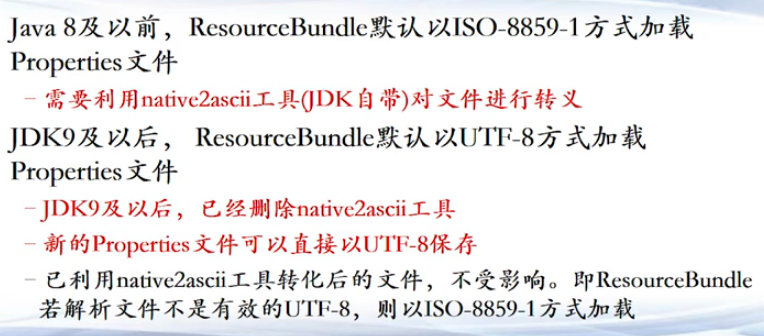 Java 8及以前，ResourceBundle默认以ISO-8859-1方式加载
Properties文件
– 需要利用native2ascii工具(JDK自带)对文件进行转义
JDK9及以后， ResourceBundle默认以UTF-8方式加载
Properties文件
– JDK9及以后，已经删除native2ascii工具
– 新的Properties文件可以直接以UTF-8保存
– 已利用native2ascii工具转化后的文件，不受影响。即ResourceBundle
若解析文件不是有效的UTF-8，则以ISO-8859-1方式加载